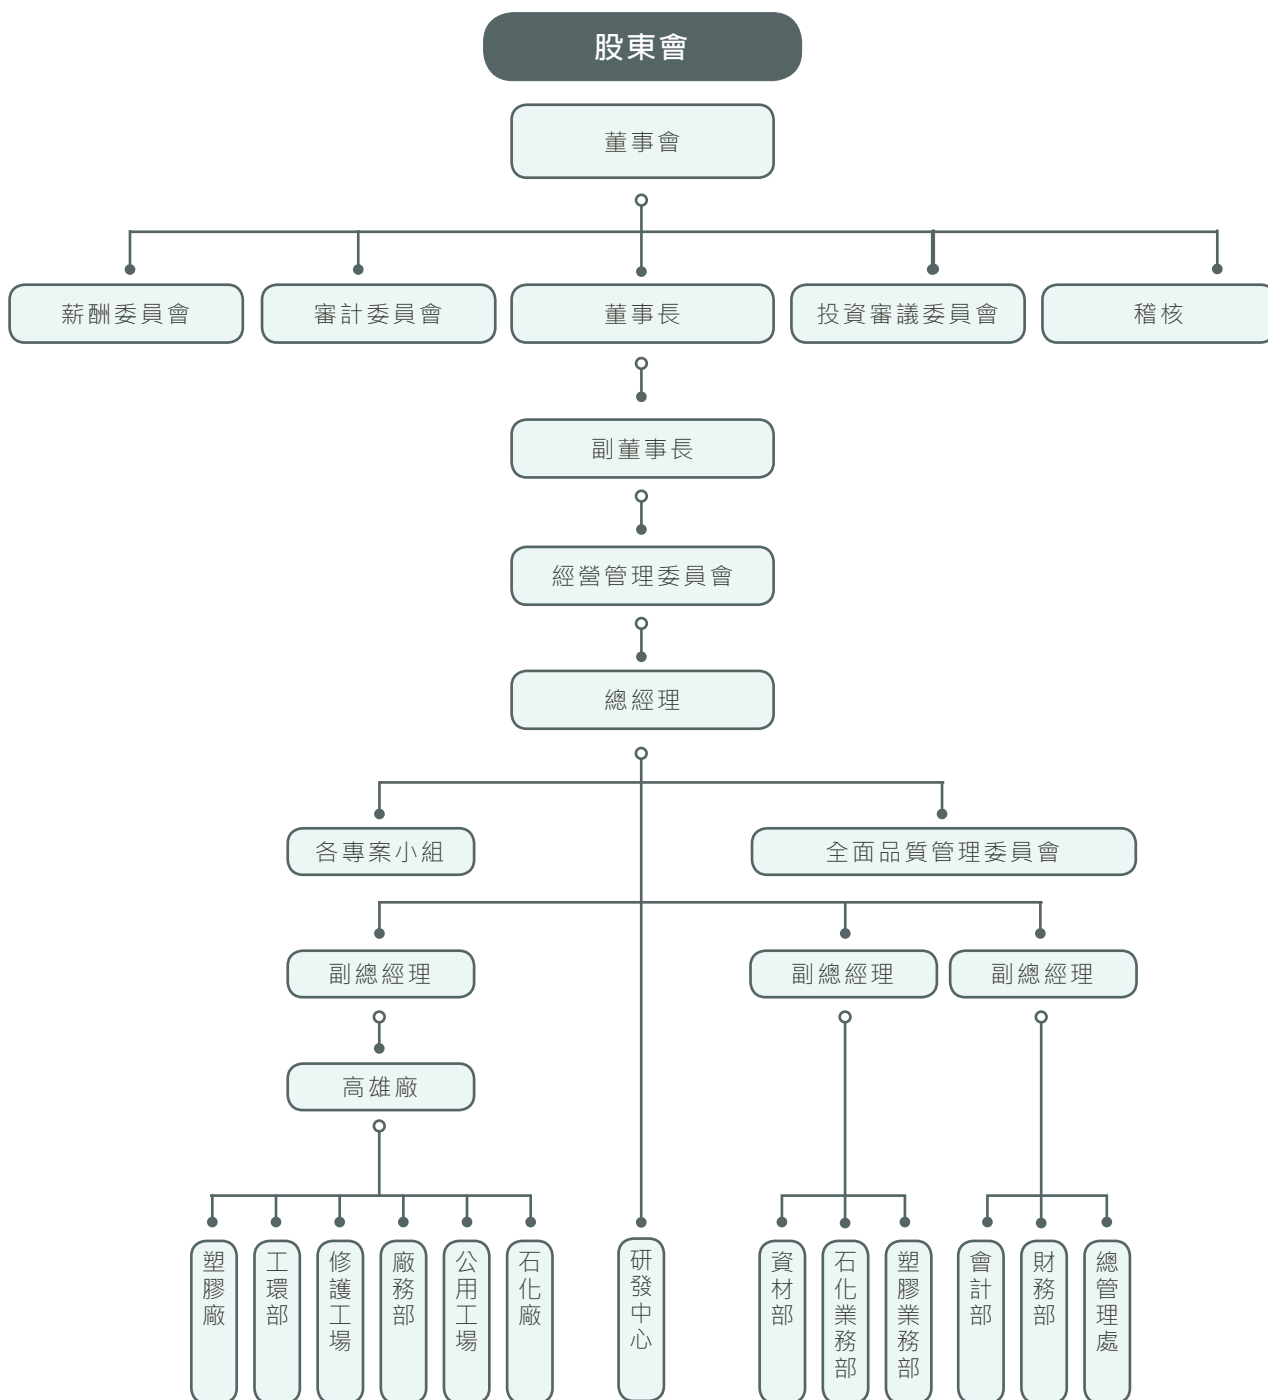 股東會
董事會
薪酬委員會
審計委員會
董事長
投資審議委員會
稽核
副董事長
經營管理委員會
總經理
各專案小組
全面品質管理委員會
副總經理
副總經理
副總經理
高雄廠
塑膠廠
工環部
修護工場
廠務部
公用工場
石化廠
研發中心
資材部
石化業務部
塑膠業務部
會計部
財務部
總管理處